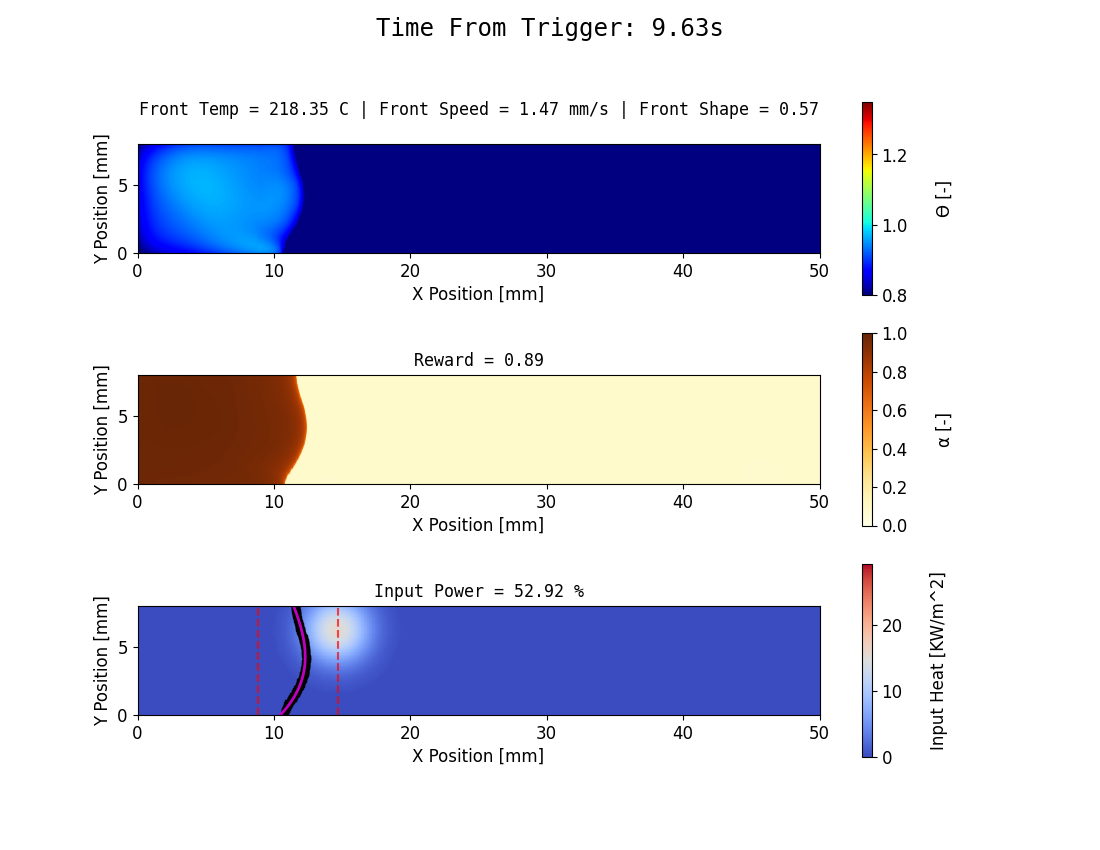 Time From Trigger: 9.63s
Front Temp = 218.35 C | Front Speed = 1.47 mm/s | Front Shape = 0.57
Y Position [mm]
5
0
0 10 20 30 40 50
X Position [mm]
1.2
1.0
0.8
Θ [-]
Reward = 0.89
Y Position [mm]
5
0
0 10 20 30 40 50
X Position [mm]
1.0
0.8
0.6
0.4
0.2
0.0
α [-]
Input Power = 52.92 %
Y Position [mm]
5
0
0 10 20 30 40 50
X Position [mm]
20
10
0
Input Heat [KW/m^2]